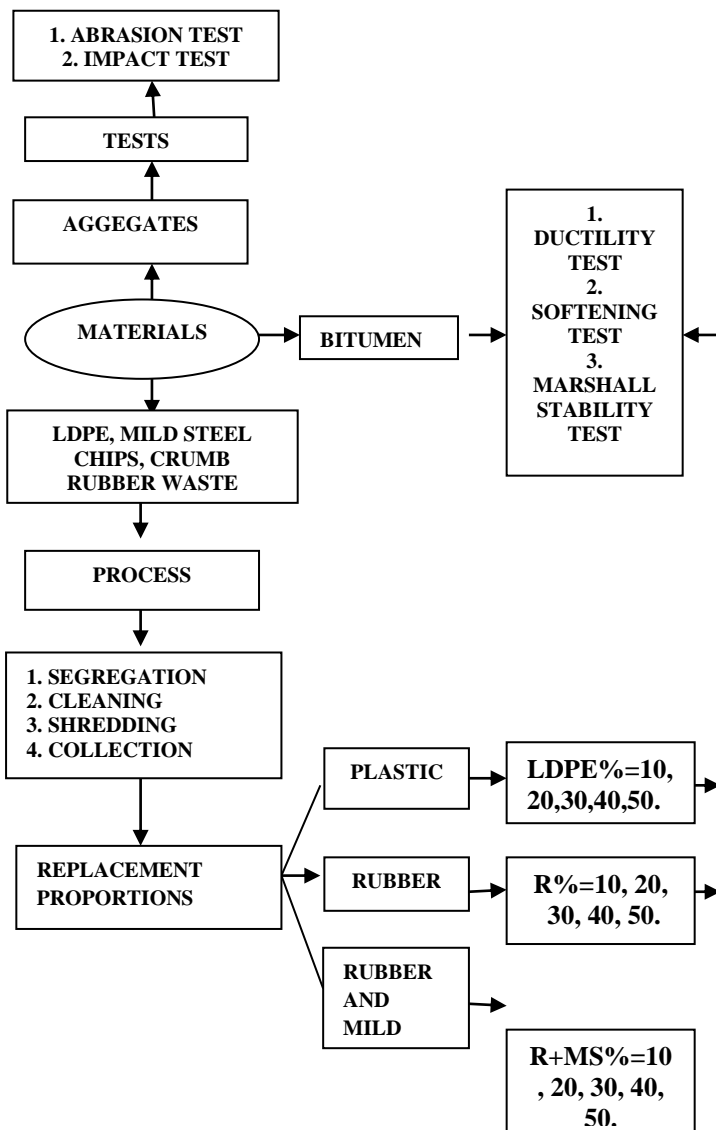 1. ABRASION TEST
2. IMPACT TEST
TESTS
AGGEGATES
MATERIALS
BITUMEN
1.
DUCTILITY
TEST
2.
SOFTENING
TEST
3.
MARSHALL
STABILITY
TEST
LDPE, MILD STEEL
CHIPS, CRUMB
RUBBER WASTE
PROCESS
1. SEGREGATION
2. CLEANING
3. SHREDDING
4. COLLECTION
REPLACEMENT
PROPORTIONS
PLASTIC
LDPE%=10,
20,30,40,50.
RUBBER
R%=10, 20,
30, 40, 50.
RUBBER
AND
MILD
R+MS%=10
, 20, 30, 40,
50.